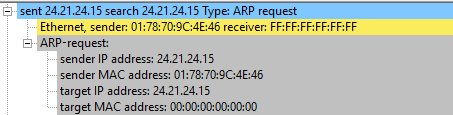 sent 24.21.24.15 search 24.21.24.15 Type: ARP request
Ethernet, sender: 01:78:70:9C:4E:46 receiver: FF:FF:FF:FF:FF:FF
ARP-request:
sender IP address: 24.21.24.15
sender MAC address: 01:78:70:9C:4E:46
target IP address: 24.21.24.15
target MAC address: 00:00:00:00:00:00